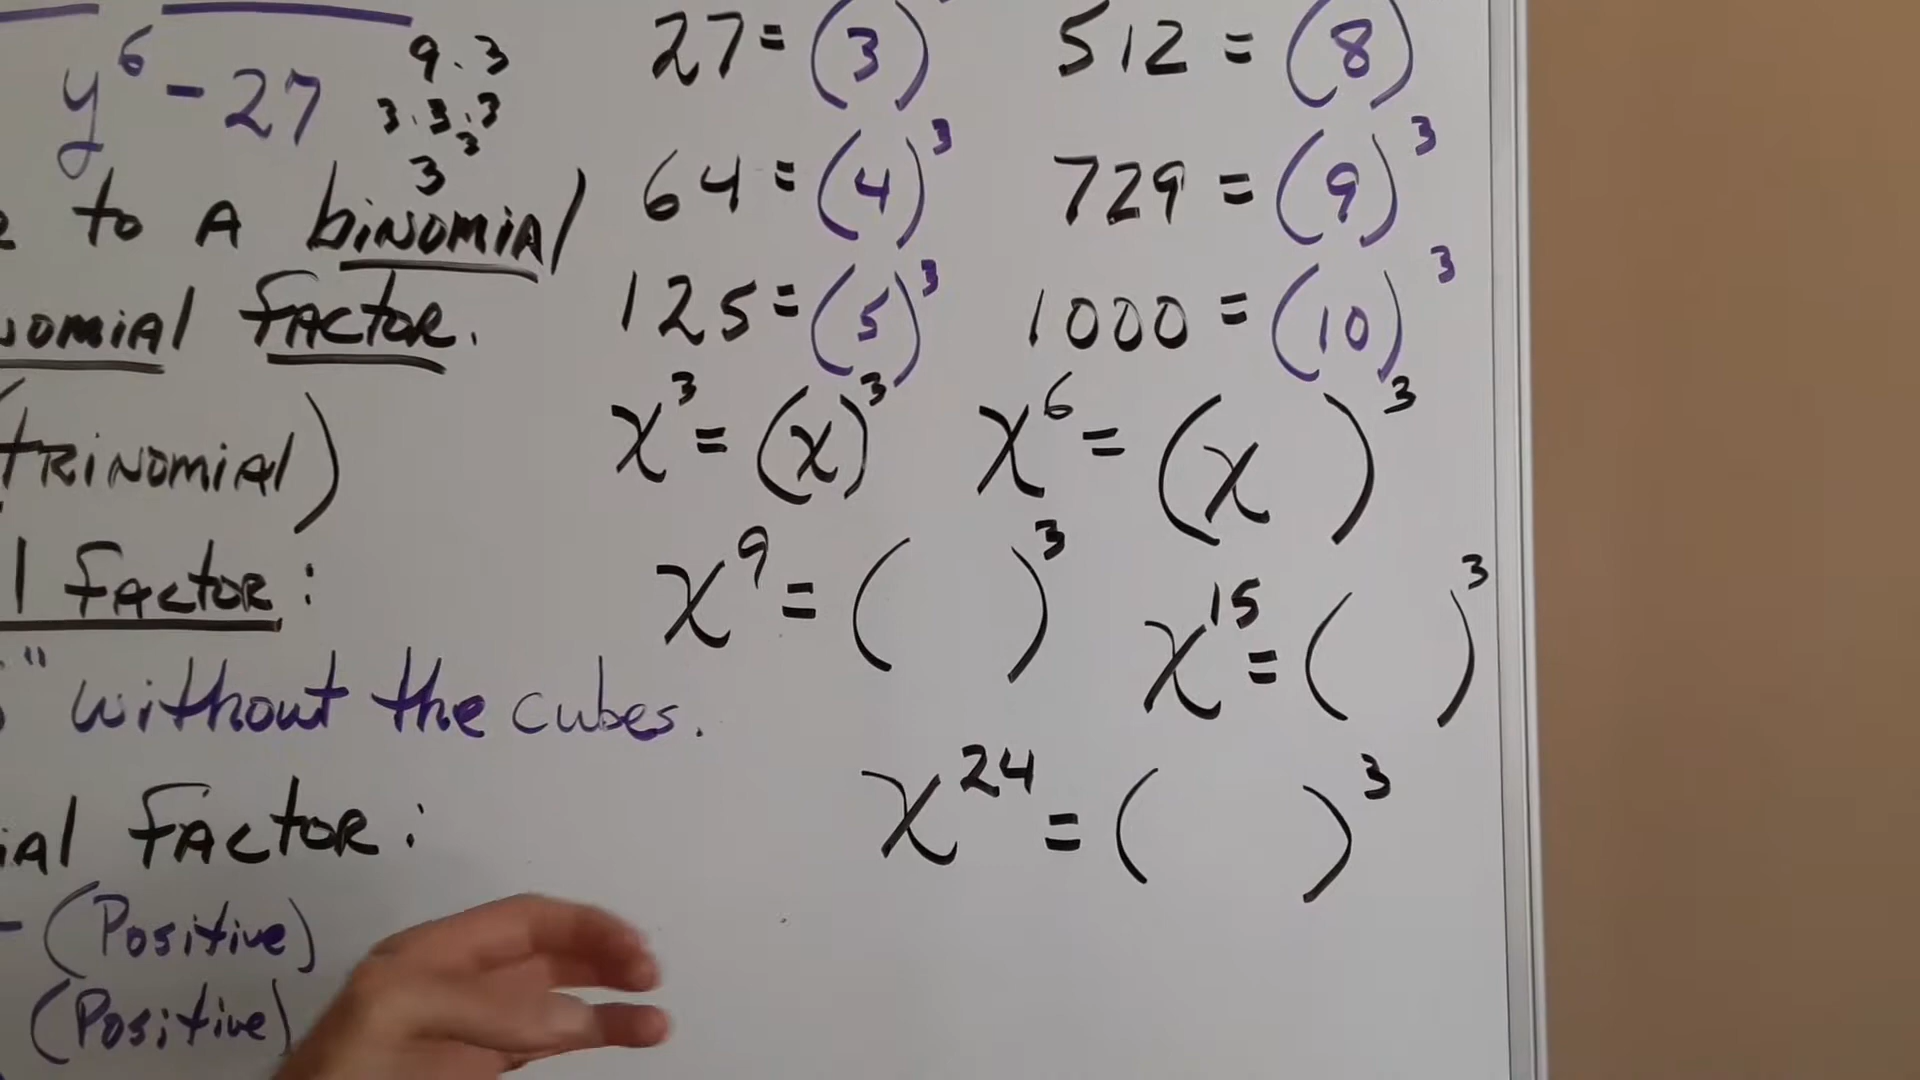 y⁶ - 27
9 . 3
3 . 3 . 3
3³
to a binomial
nomial factor.
(trinomial)
l factor:
" without the cubes.
ial factor:
- (Positive)
(Positive)
27 = (3)
512 = (8)
64 = (4)³
729 = (9)³
125 = (5)³
1000 = (10)³
x³ = (x)³
x⁶ = (x )³
x⁹ = ( )³
x¹⁵ = ( )³
x²⁴ = ( )³